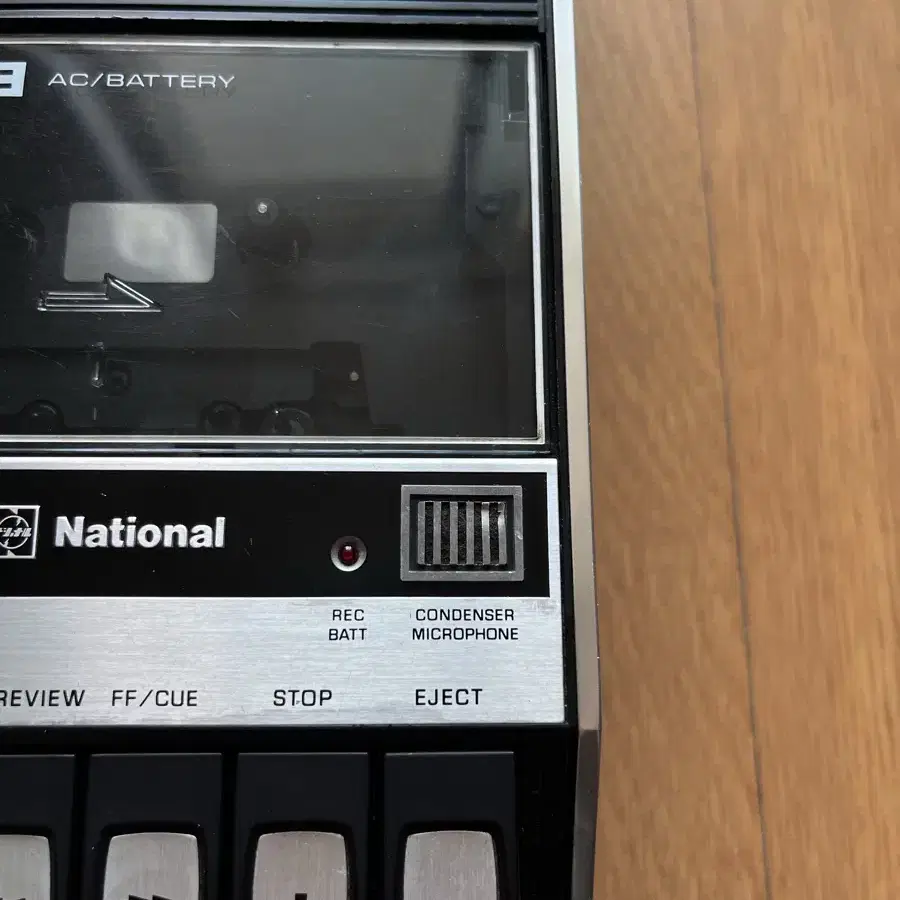 AC/BATTERY
National
REC
BATT
CONDENSER
MICROPHONE
REVIEW FF/CUE STOP EJECT